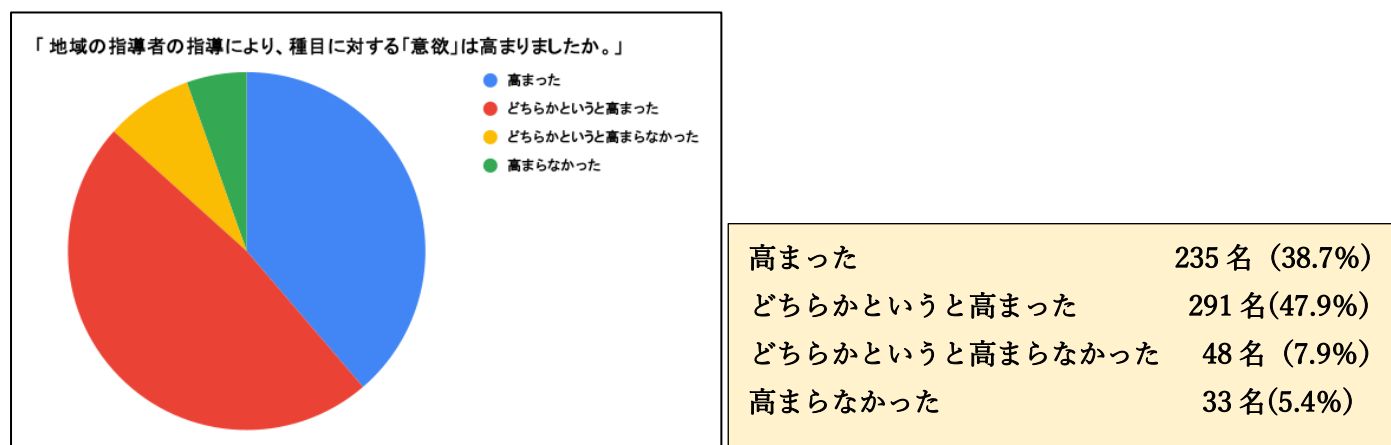 「 地域の指導者の指導により、種目に対する「意欲」は高まりましたか。」
高まった
どちらかというと高まった
どちらかというと高まらなかった
高まらなかった
高まった 235 名（38.7%）
どちらかというと高まった 291 名(47.9%)
どちらかというと高まらなかった 48 名（7.9%）
高まらなかった 33 名(5.4%)